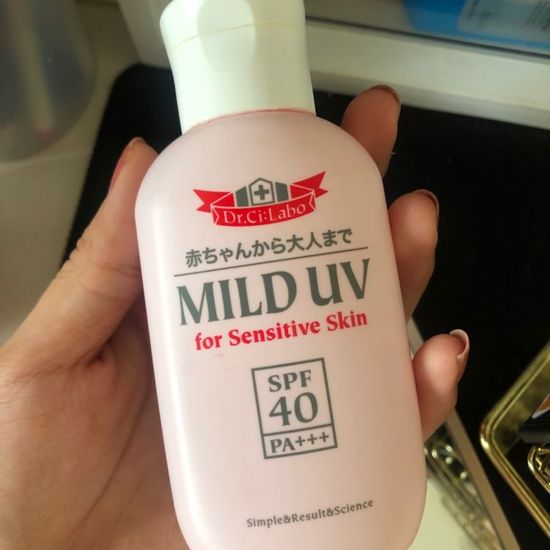 Dr.Ci:Labo
赤ちゃんから大人まで
MILD UV
for Sensitive Skin
SPF
40
PA+++
Simple&Result&Science